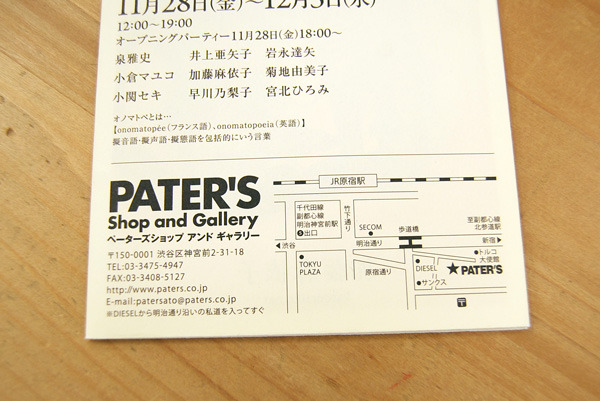 11月28日(金)〜12月3日(水)
12:00〜19:00
オープニングパーティー11月28日(金)18:00〜
泉雅史 井上亜矢子 岩永達矢
小倉マユコ 加藤麻依子 菊地由美子
小関セキ 早川乃梨子 宮北ひろみ
オノマトペとは…
【onomatopée(フランス語)、onomatopoeia(英語)】
擬音語・擬声語・擬態語を包括的にいう言葉
PATER'S
Shop and Gallery
ペーターズショップ アンド ギャラリー
〒150-0001 渋谷区神宮前2-31-18
TEL:03-3475-4947
FAX:03-3408-5127
http://www.paters.co.jp
E-mail:patersato@paters.co.jp
※DIESELから明治通り沿いの私道を入ってすぐ
JR原宿駅
千代田線
副都心線
明治神宮前駅
❺出口
竹下通り
SECOM
歩道橋
至副都心線
北参道駅
渋谷
明治通り
新宿
TOKYU
PLAZA
原宿通り
DIESEL
トルコ
大使館
★PATER'S
サンクス